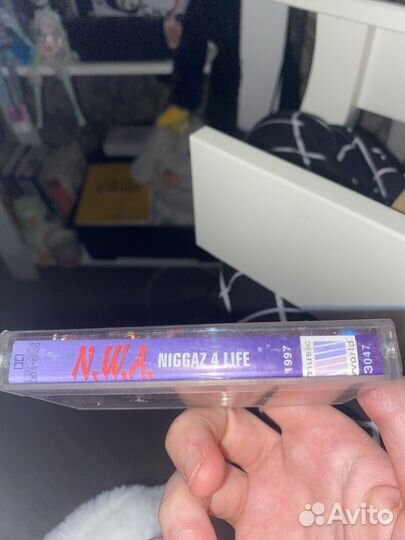 N.W.A. NIGGAZ 4 LIFE
1997
music
world
3047
Avito